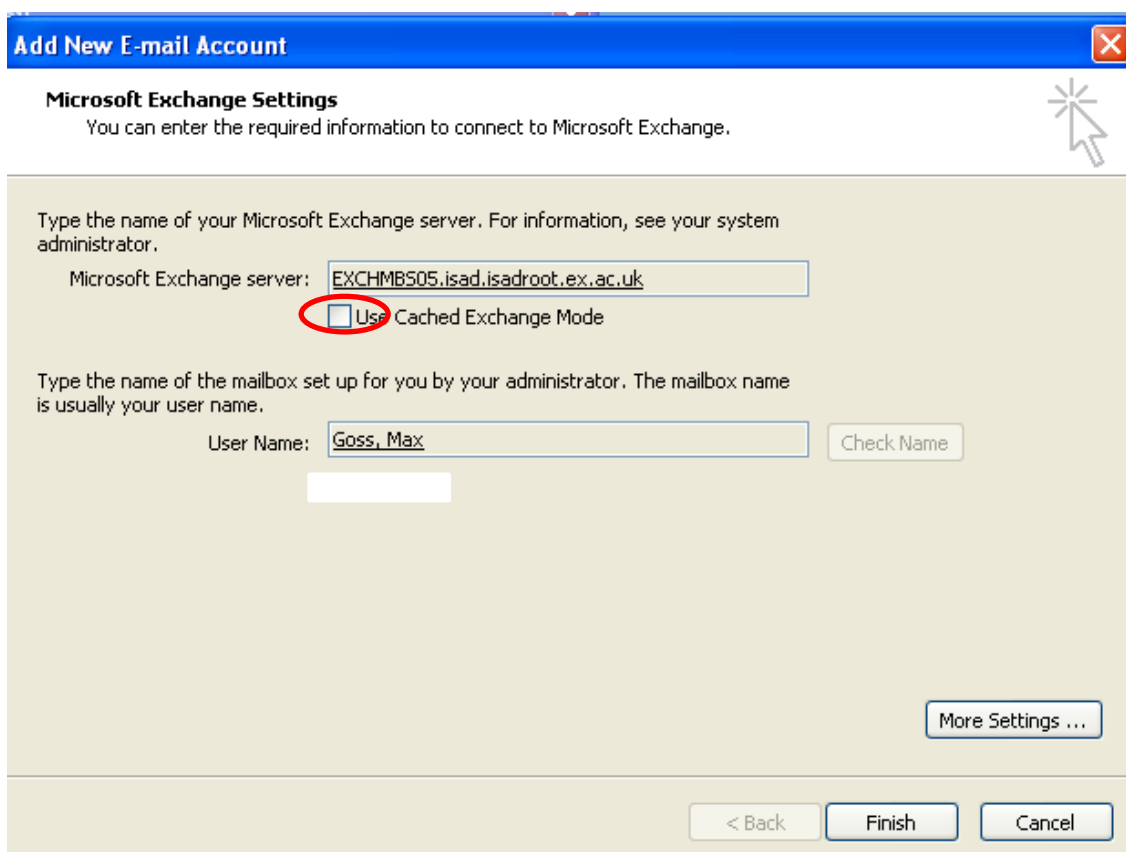 Add New E-mail Account
Microsoft Exchange Settings
You can enter the required information to connect to Microsoft Exchange.
Type the name of your Microsoft Exchange server. For information, see your system
administrator.
Microsoft Exchange server: EXCHMBS05.isad.isadroot.ex.ac.uk
Use Cached Exchange Mode
Type the name of the mailbox set up for you by your administrator. The mailbox name
is usually your user name.
User Name: Goss, Max Check Name
More Settings ...
< Back Finish Cancel